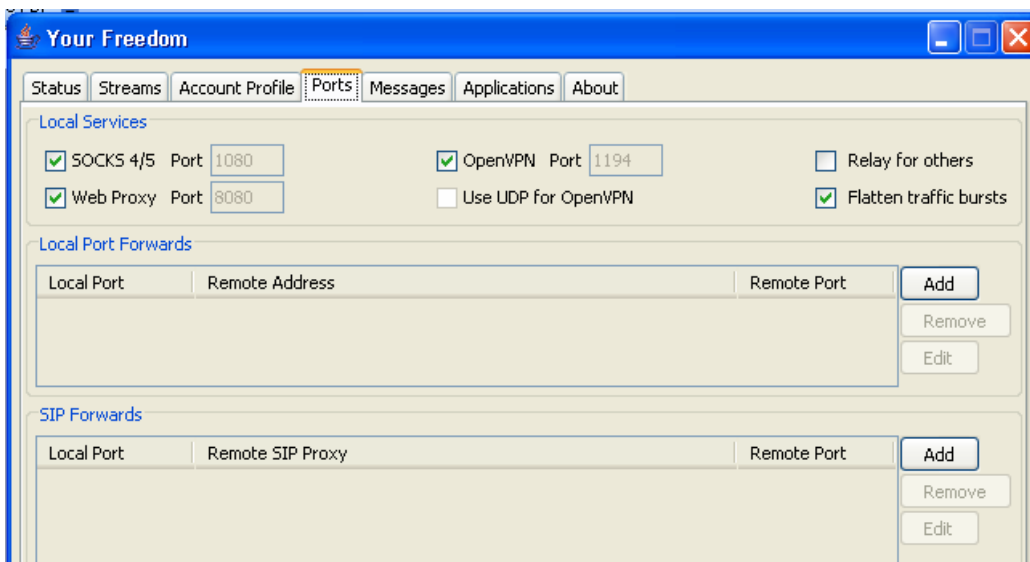 Your Freedom
Status Streams Account Profile Ports Messages Applications About
Local Services
SOCKS 4/5 Port 1080 OpenVPN Port 1194 Relay for others
Web Proxy Port 8080 Use UDP for OpenVPN Flatten traffic bursts
Local Port Forwards
Local Port Remote Address Remote Port Add
Remove
Edit
SIP Forwards
Local Port Remote SIP Proxy Remote Port Add
Remove
Edit